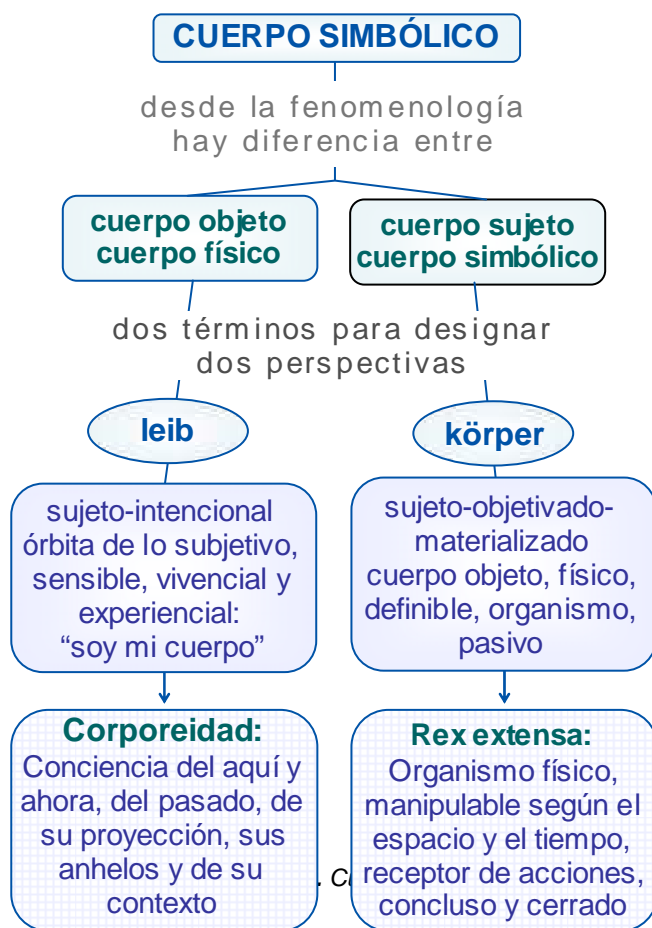 CUERPO SIMBÓLICO
desde la fenomenología
hay diferencia entre
cuerpo objeto
cuerpo físico
cuerpo sujeto
cuerpo simbólico
dos términos para designar
dos perspectivas
leib
körper
sujeto-intencional
órbita de lo subjetivo,
sensible, vivencial y
experiencial:
“soy mi cuerpo”
sujeto-objetivado-
materializado
cuerpo objeto, físico,
definible, organismo,
pasivo
Corporeidad:
Conciencia del aquí y
ahora, del pasado, de
su proyección, sus
anhelos y de su
contexto
Rex extensa:
Organismo físico,
manipulable según el
espacio y el tiempo,
receptor de acciones,
concluso y cerrado